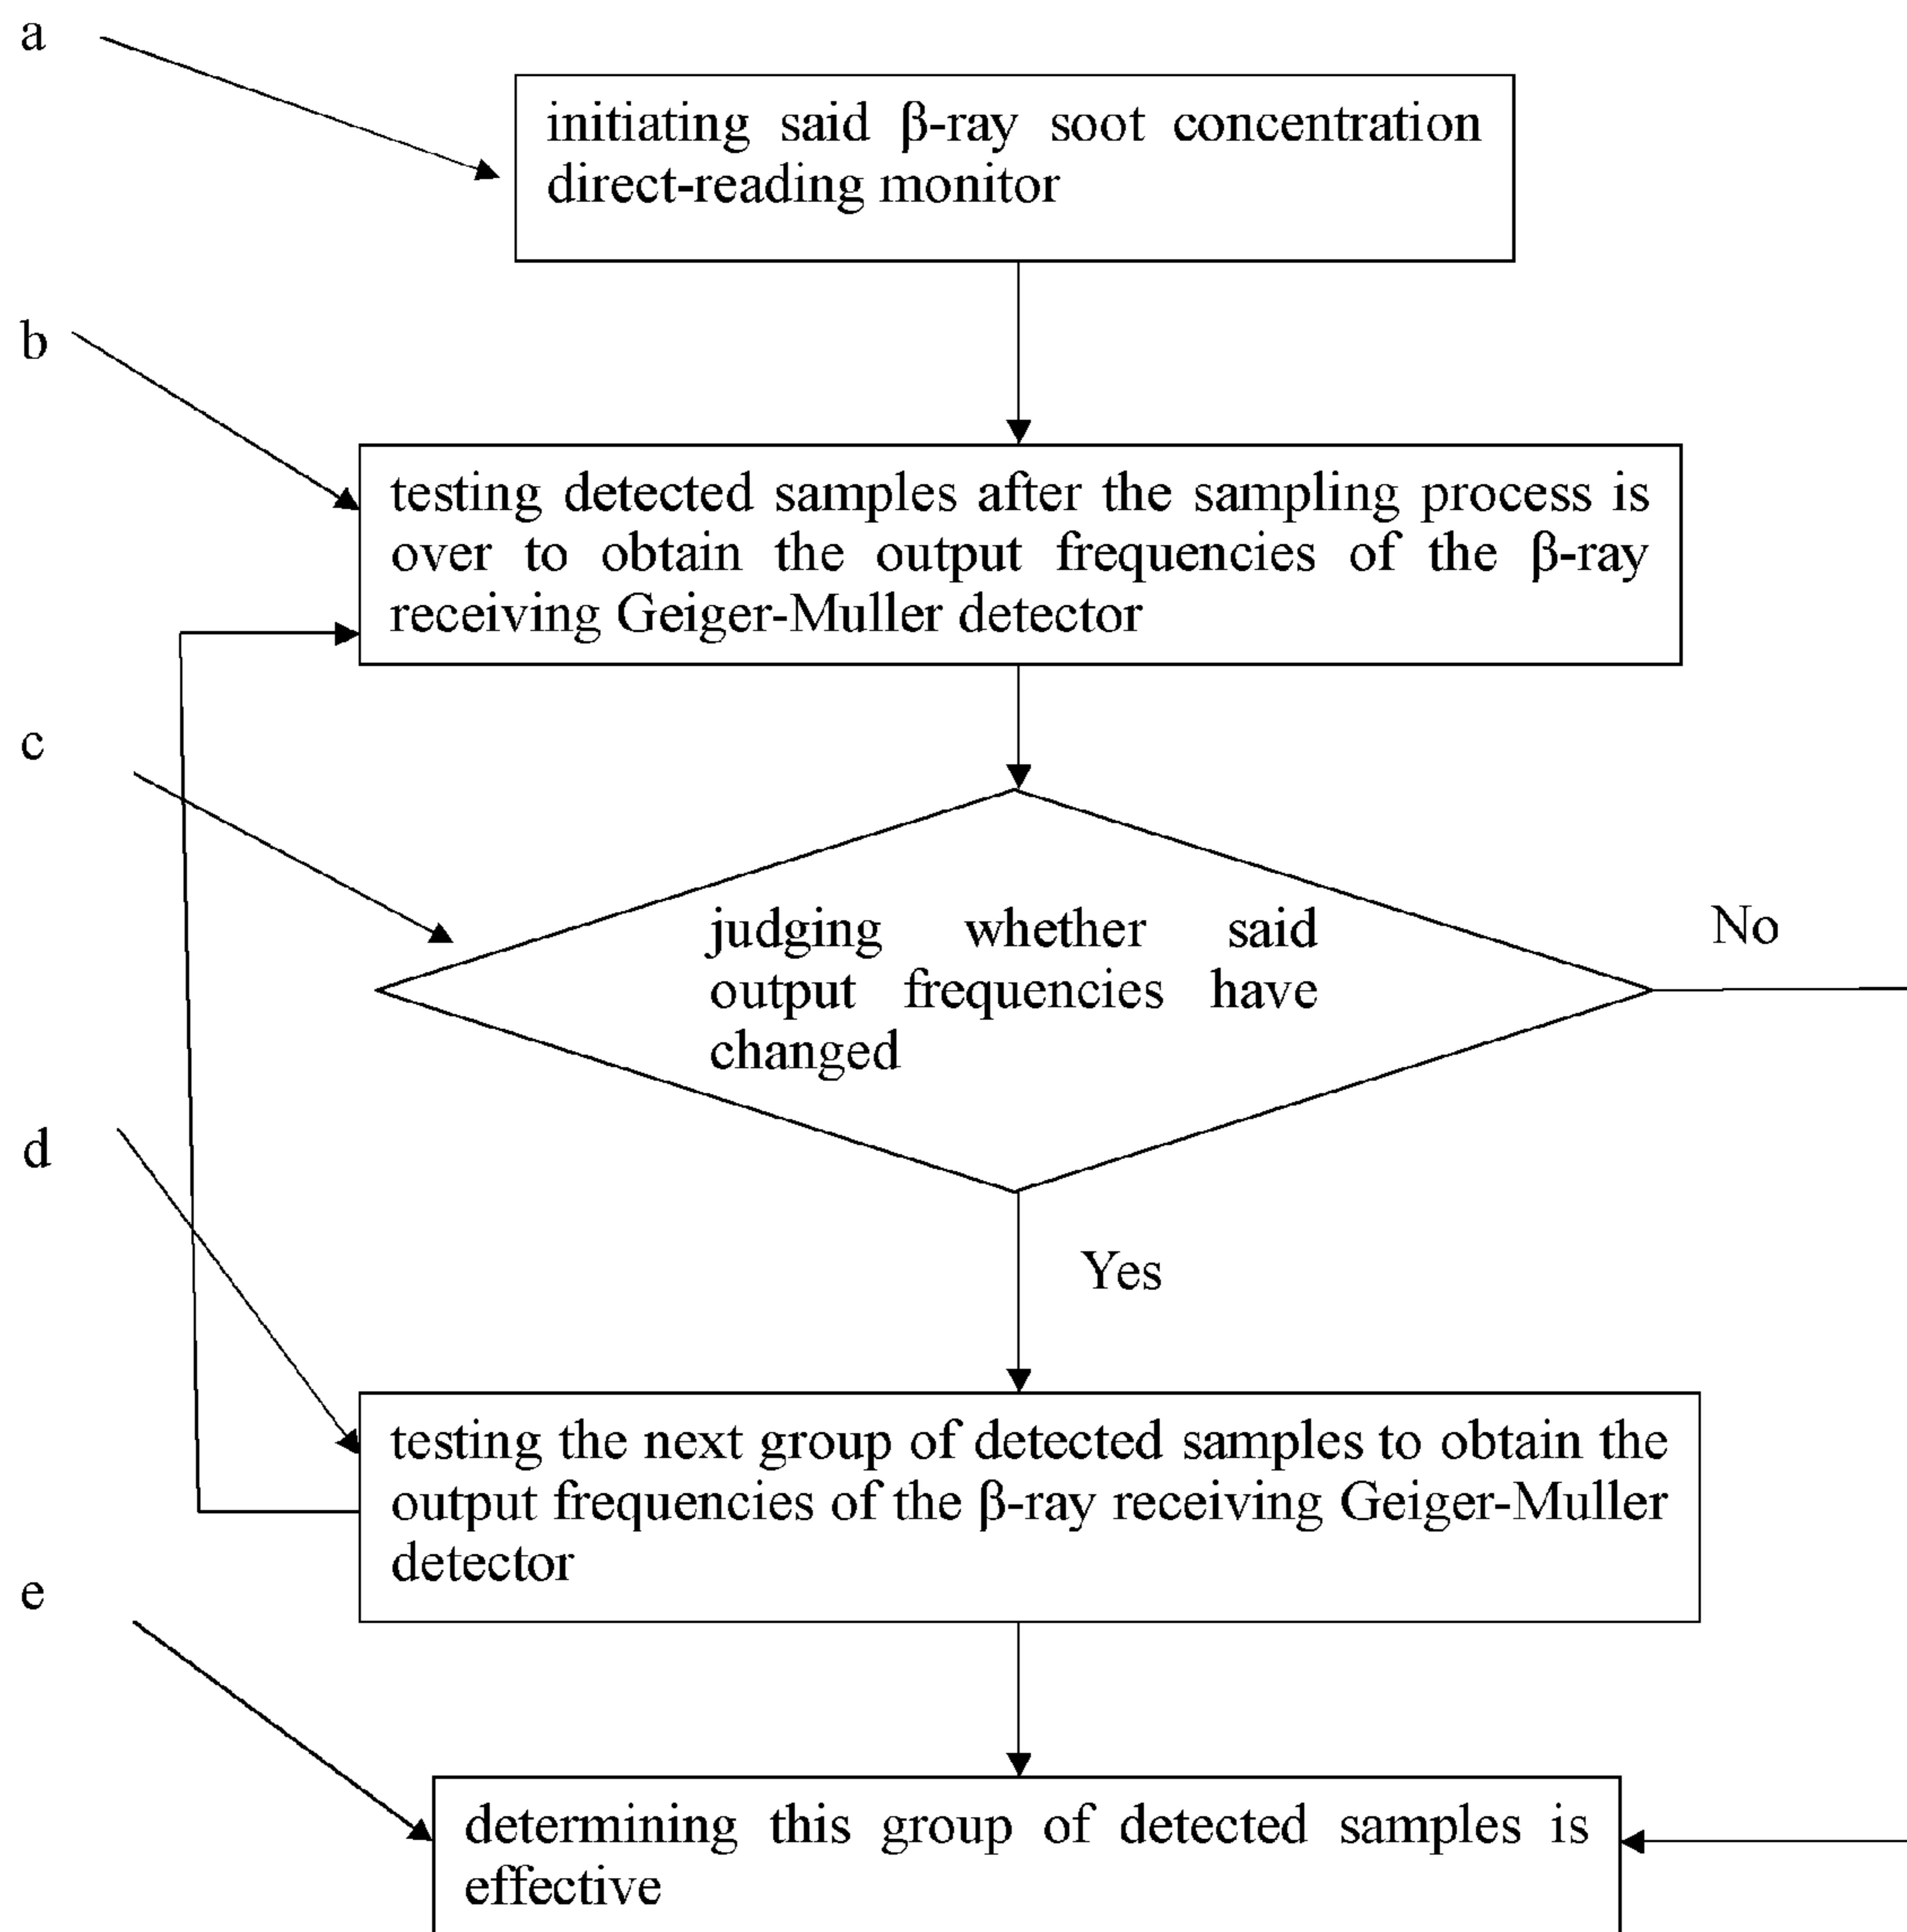 a
initiating said β-ray soot concentration
direct-reading monitor
b
testing detected samples after the sampling process is
over to obtain the output frequencies of the β-ray
receiving Geiger-Muller detector
c
judging whether said
output frequencies have
changed
No
d
Yes
testing the next group of detected samples to obtain the
output frequencies of the β-ray receiving Geiger-Muller
detector
e
determining this group of detected samples is
effective